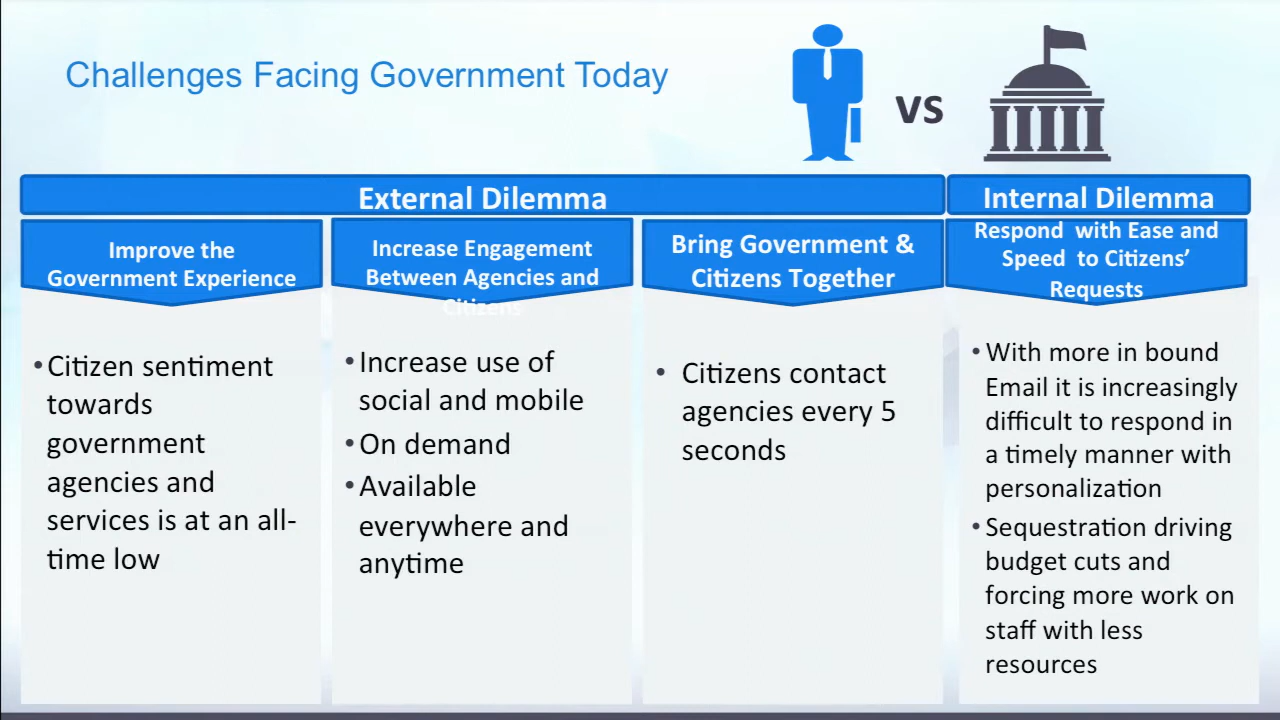 Challenges Facing Government Today
vs
External Dilemma
Internal Dilemma
Improve the
Government Experience
Increase Engagement
Between Agencies and
Citizens
Bring Government &
Citizens Together
Respond with Ease and
Speed to Citizens’
Requests
•Citizen sentiment
towards
government
agencies and
services is at an all-
time low
•Increase use of
social and mobile
•On demand
•Available
everywhere and
anytime
• Citizens contact
agencies every 5
seconds
•With more in bound
Email it is increasingly
difficult to respond in
a timely manner with
personalization
•Sequestration driving
budget cuts and
forcing more work on
staff with less
resources